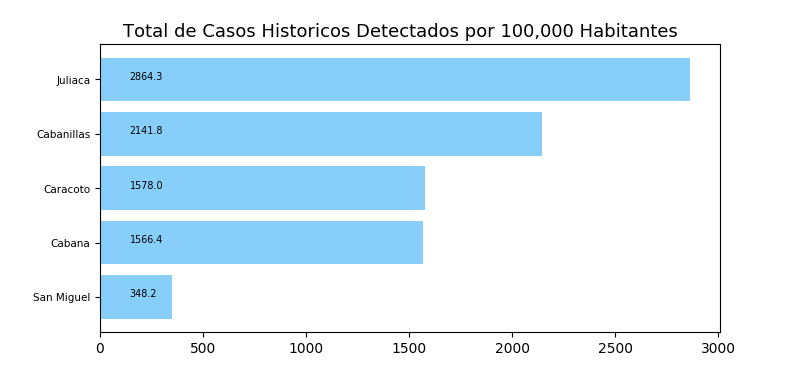 Total de Casos Historicos Detectados por 100,000 Habitantes
Juliaca 2864.3
Cabanillas 2141.8
Caracoto 1578.0
Cabana 1566.4
San Miguel 348.2
0 500 1000 1500 2000 2500 3000